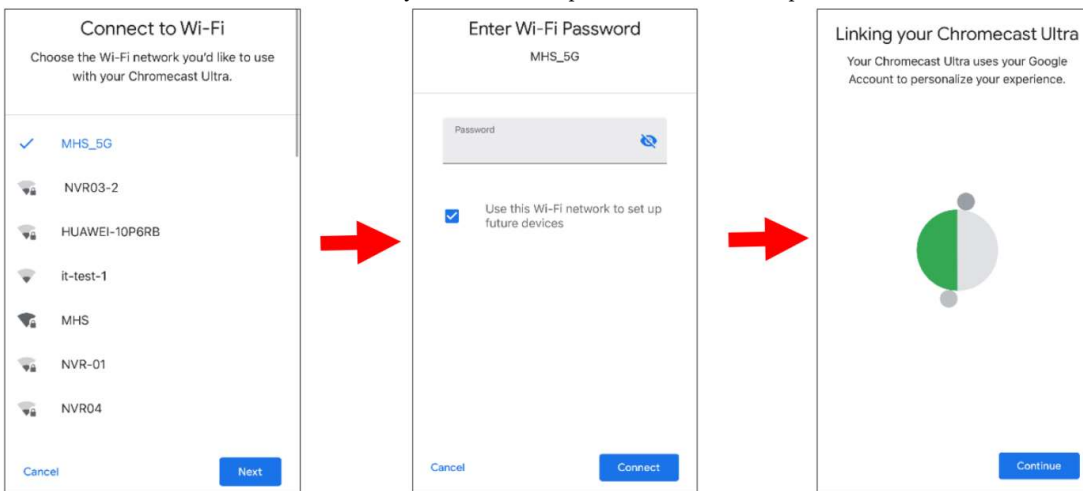 Connect to Wi-Fi
Choose the Wi-Fi network you'd like to use
with your Chromecast Ultra.
MHS_5G
NVR03-2
HUAWEI-10P6RB
it-test-1
MHS
NVR-01
NVR04
Cancel
Next
Enter Wi-Fi Password
MHS_5G
Password
Use this Wi-Fi network to set up
future devices
Cancel
Connect
Linking your Chromecast Ultra
Your Chromecast Ultra uses your Google
Account to personalize your experience.
Continue